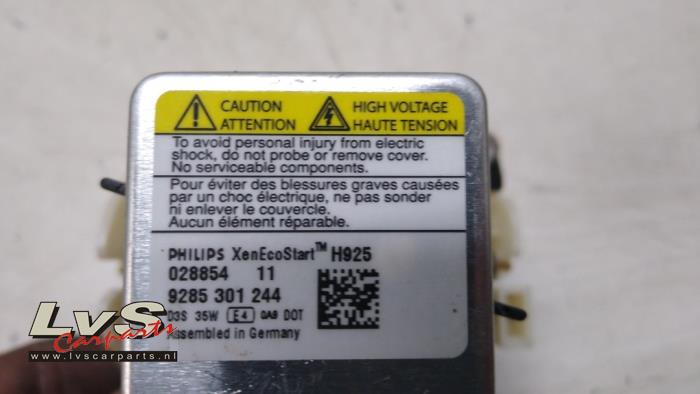 CAUTION
ATTENTION
HIGH VOLTAGE
HAUTE TENSION
To avoid personal injury from electric
shock, do not probe or remove cover.
No serviceable components.
Pour éviter des blessures graves causées
par un choc électrique, ne pas sonder
ni enlever le couvercle.
Aucun élément réparable.
PHILIPS XenEcoStart™ H925
028854 11
9285 301 244
D3S 35W E4 QA9 DOT
Assembled in Germany
LvS
Carparts
www.lvscarparts.nl